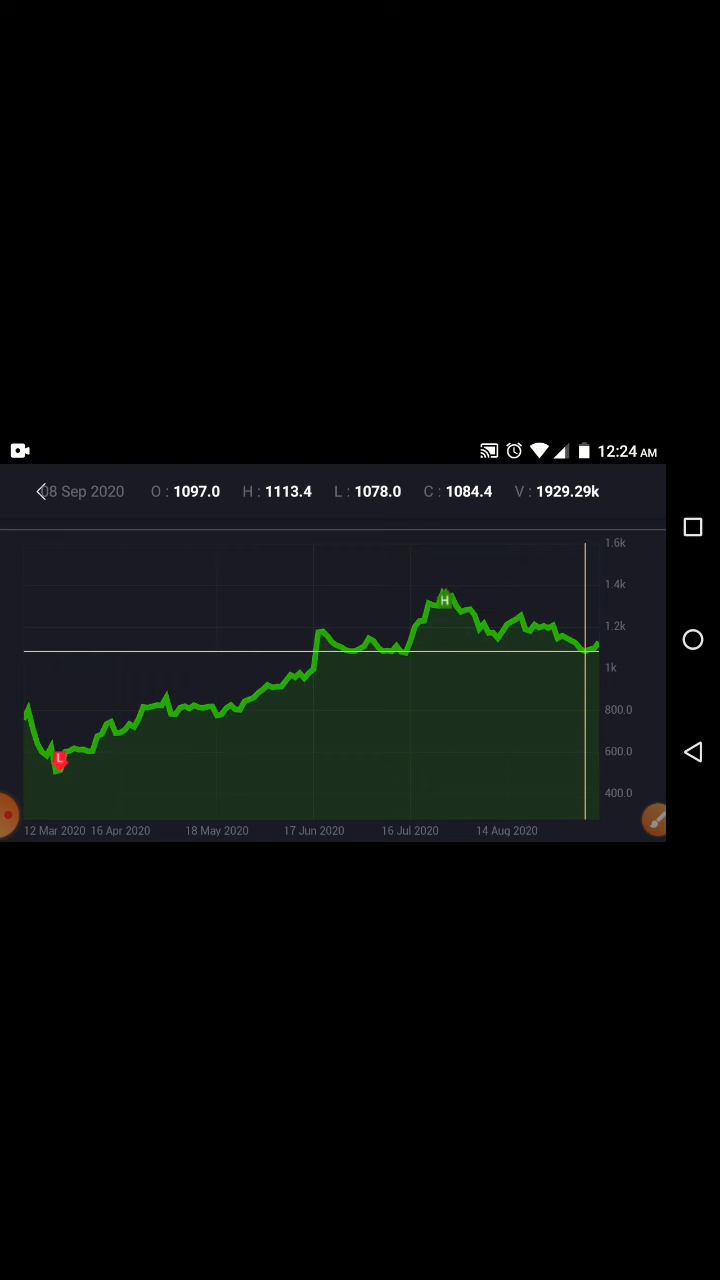 12:24 AM
08 Sep 2020 O : 1097.0 H : 1113.4 L : 1078.0 C : 1084.4 V : 1929.29k
1.6k
1.4k
H
1.2k
1k
800.0
L
600.0
400.0
12 Mar 2020 16 Apr 2020 18 May 2020 17 Jun 2020 16 Jul 2020 14 Aug 2020